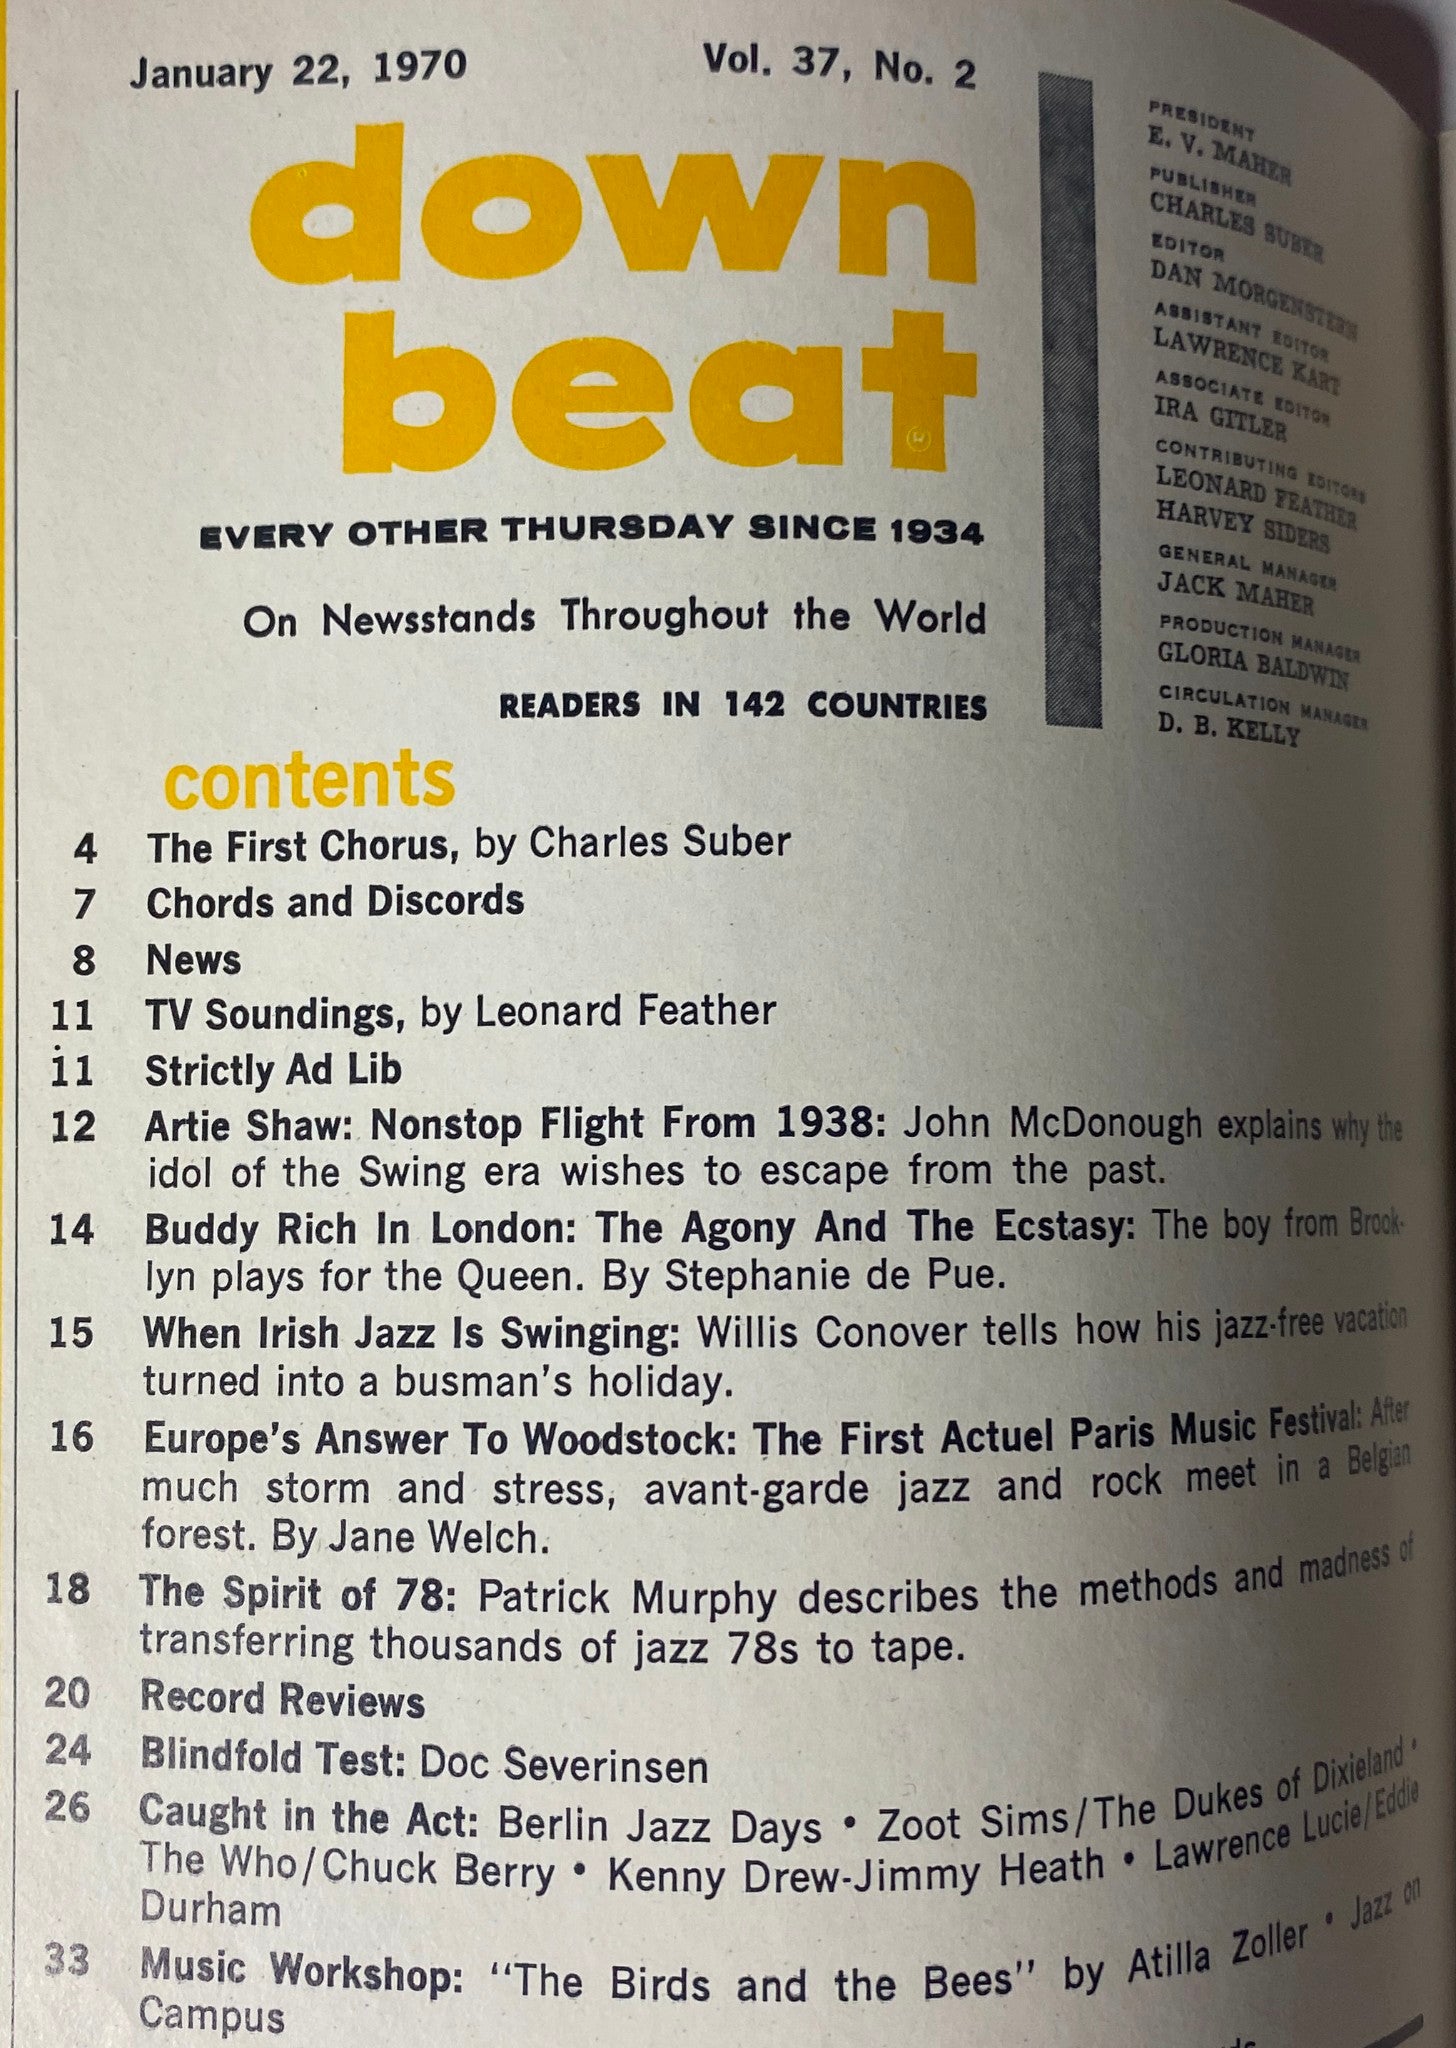 January 22, 1970
Vol. 37, No. 2
down
beat
EVERY OTHER THURSDAY SINCE 1934
On Newsstands Throughout the World
READERS IN 142 COUNTRIES
PRESIDENT
E. V. MAHER
PUBLISHER
CHARLES SUBER
EDITOR
DAN MORGENSTERN
ASSISTANT EDITOR
LAWRENCE KART
ASSOCIATE EDITOR
IRA GITLER
CONTRIBUTING EDITORS
LEONARD FEATHER
HARVEY SIDERS
GENERAL MANAGER
JACK MAHER
PRODUCTION MANAGER
GLORIA BALDWIN
CIRCULATION MANAGER
D. B. KELLY
contents
4 The First Chorus, by Charles Suber
7 Chords and Discords
8 News
11 TV Soundings, by Leonard Feather
11 Strictly Ad Lib
12 Artie Shaw: Nonstop Flight From 1938: John McDonough explains why the
idol of the Swing era wishes to escape from the past.
14 Buddy Rich In London: The Agony And The Ecstasy: The boy from Brook-
lyn plays for the Queen. By Stephanie de Pue.
15 When Irish Jazz Is Swinging: Willis Conover tells how his jazz-free vacation
turned into a busman's holiday.
16 Europe's Answer To Woodstock: The First Actuel Paris Music Festival: After
much storm and stress, avant-garde jazz and rock meet in a Belgian
forest. By Jane Welch.
18 The Spirit of 78: Patrick Murphy describes the methods and madness of
transferring thousands of jazz 78s to tape.
20 Record Reviews
24 Blindfold Test: Doc Severinsen
26 Caught in the Act: Berlin Jazz Days • Zoot Sims/The Dukes of Dixieland •
The Who/Chuck Berry • Kenny Drew-Jimmy Heath • Lawrence Lucie/Eddie
Durham
33 Music Workshop: "The Birds and the Bees" by Atilla Zoller • Jazz on
Campus